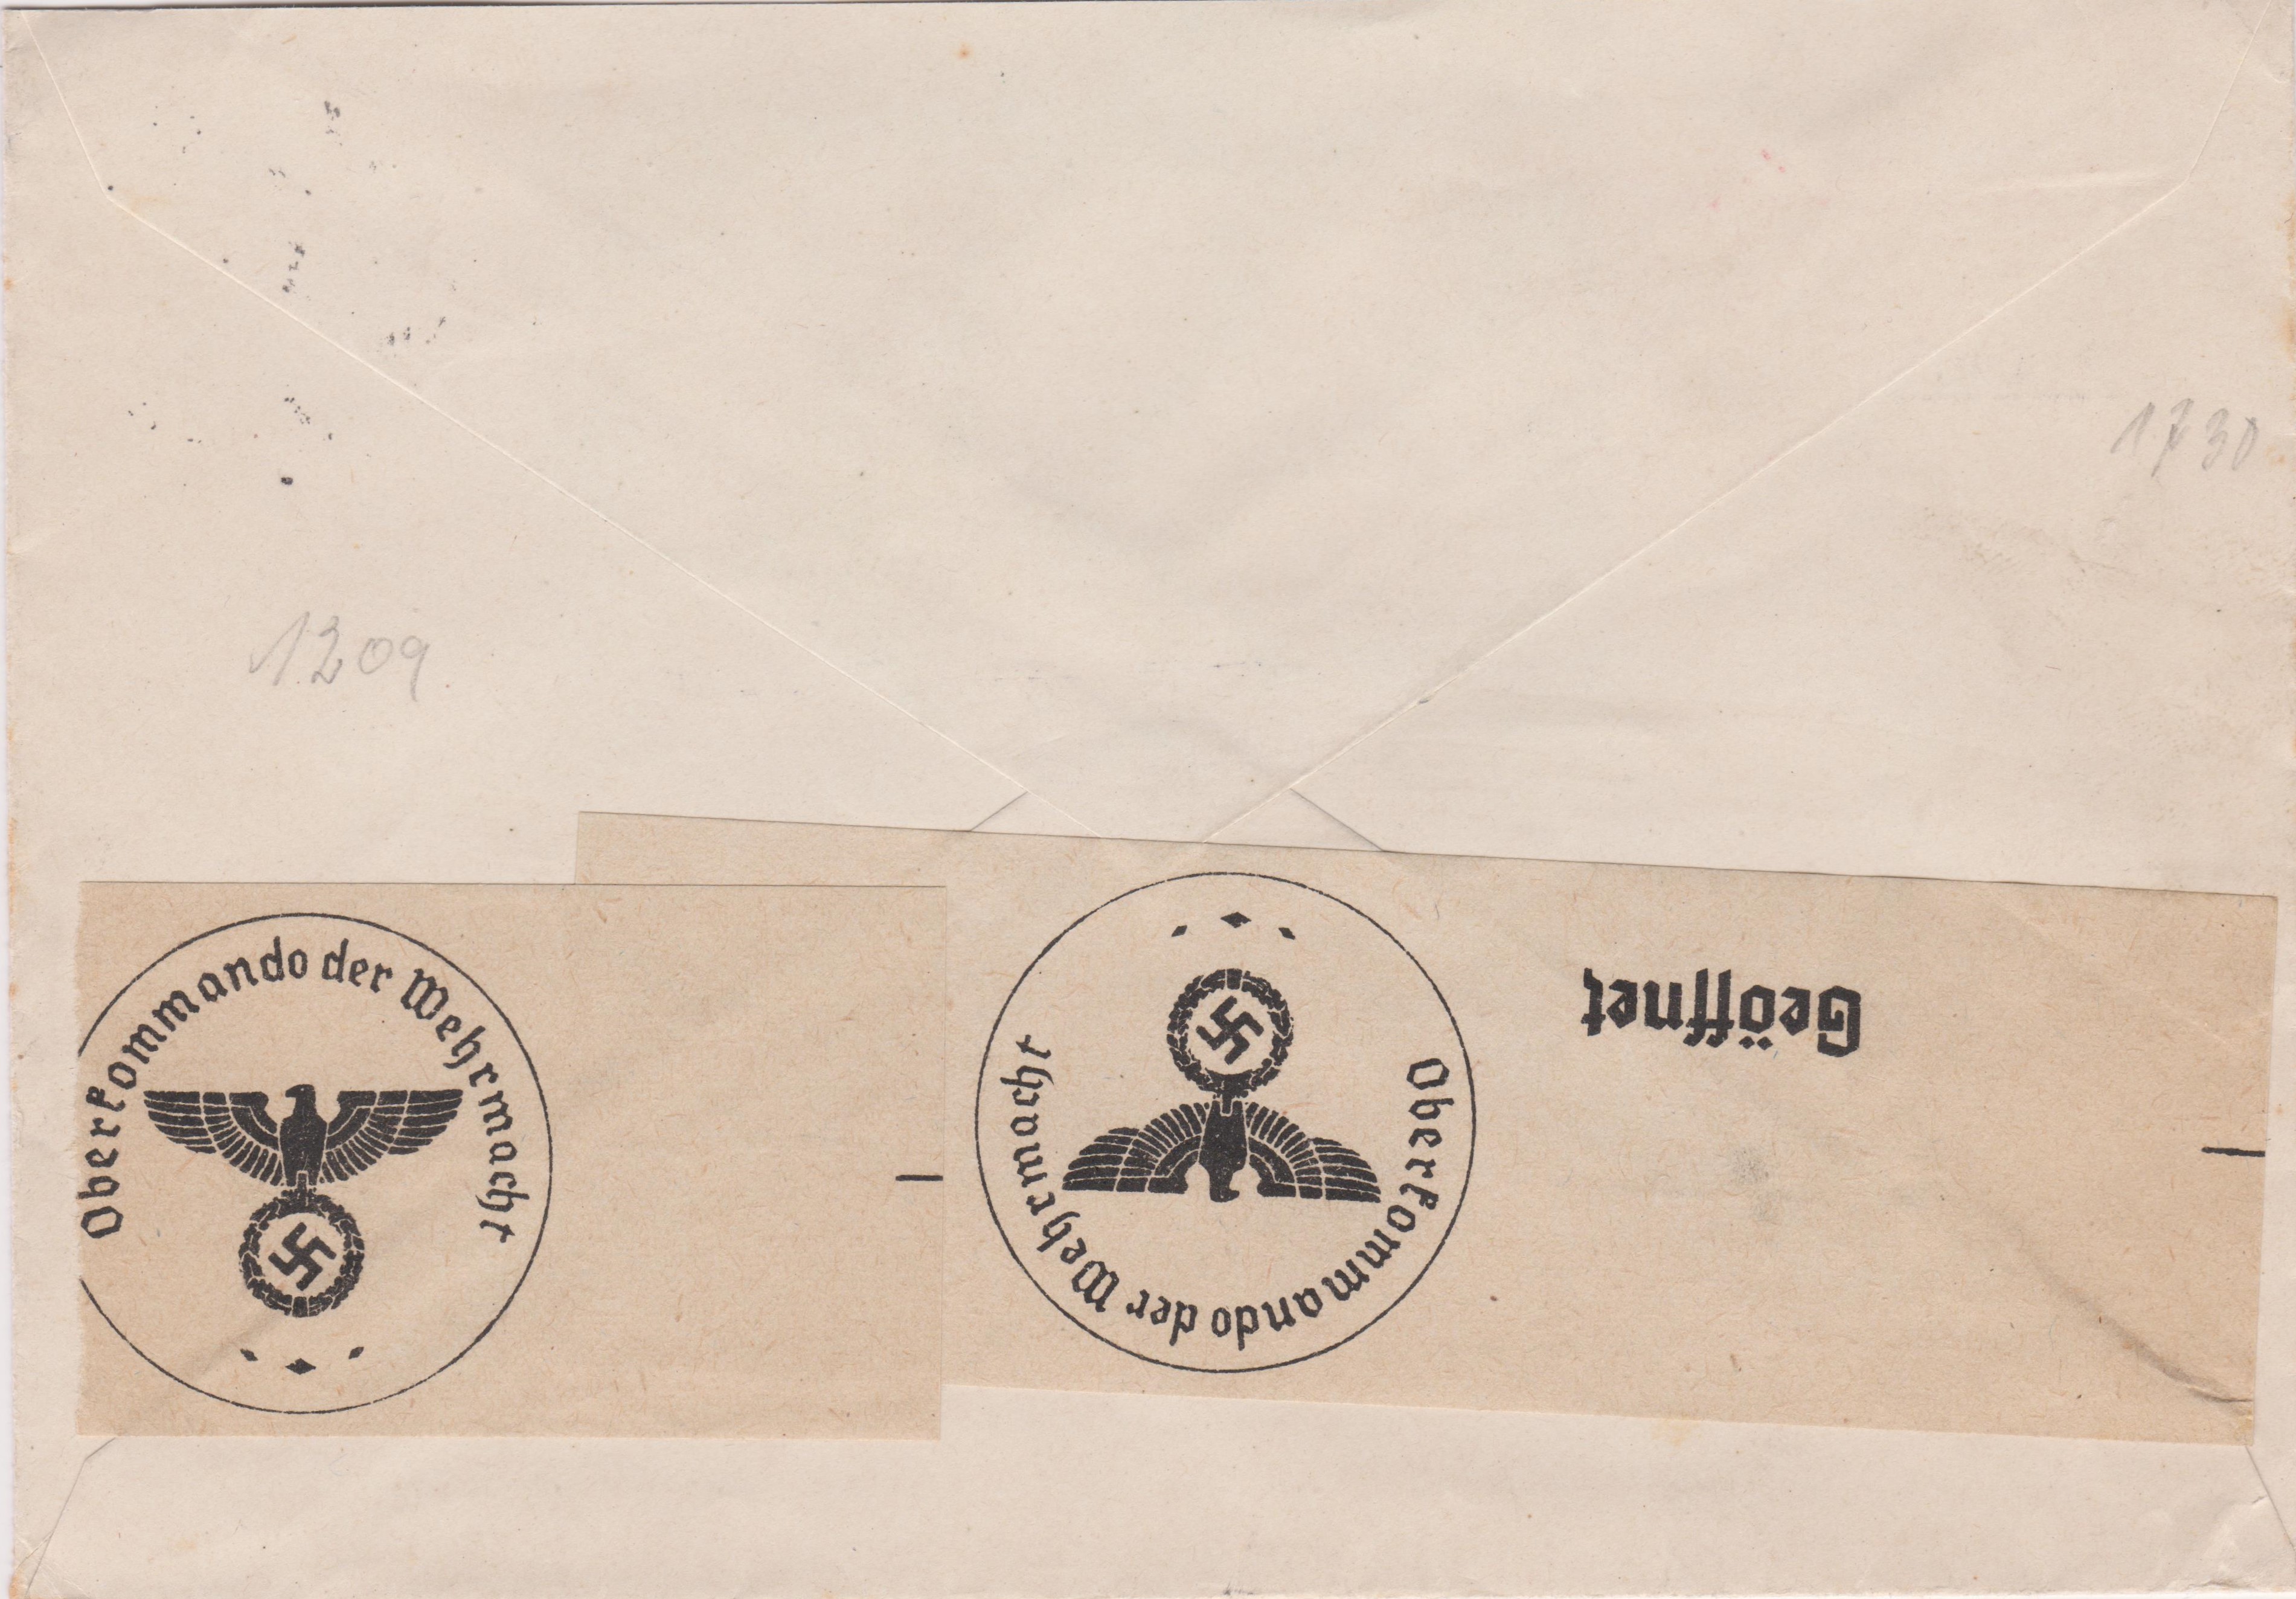 1730
1209
Oberkommando der Wehrmacht
Oberkommando der Wehrmacht
Geöffnet